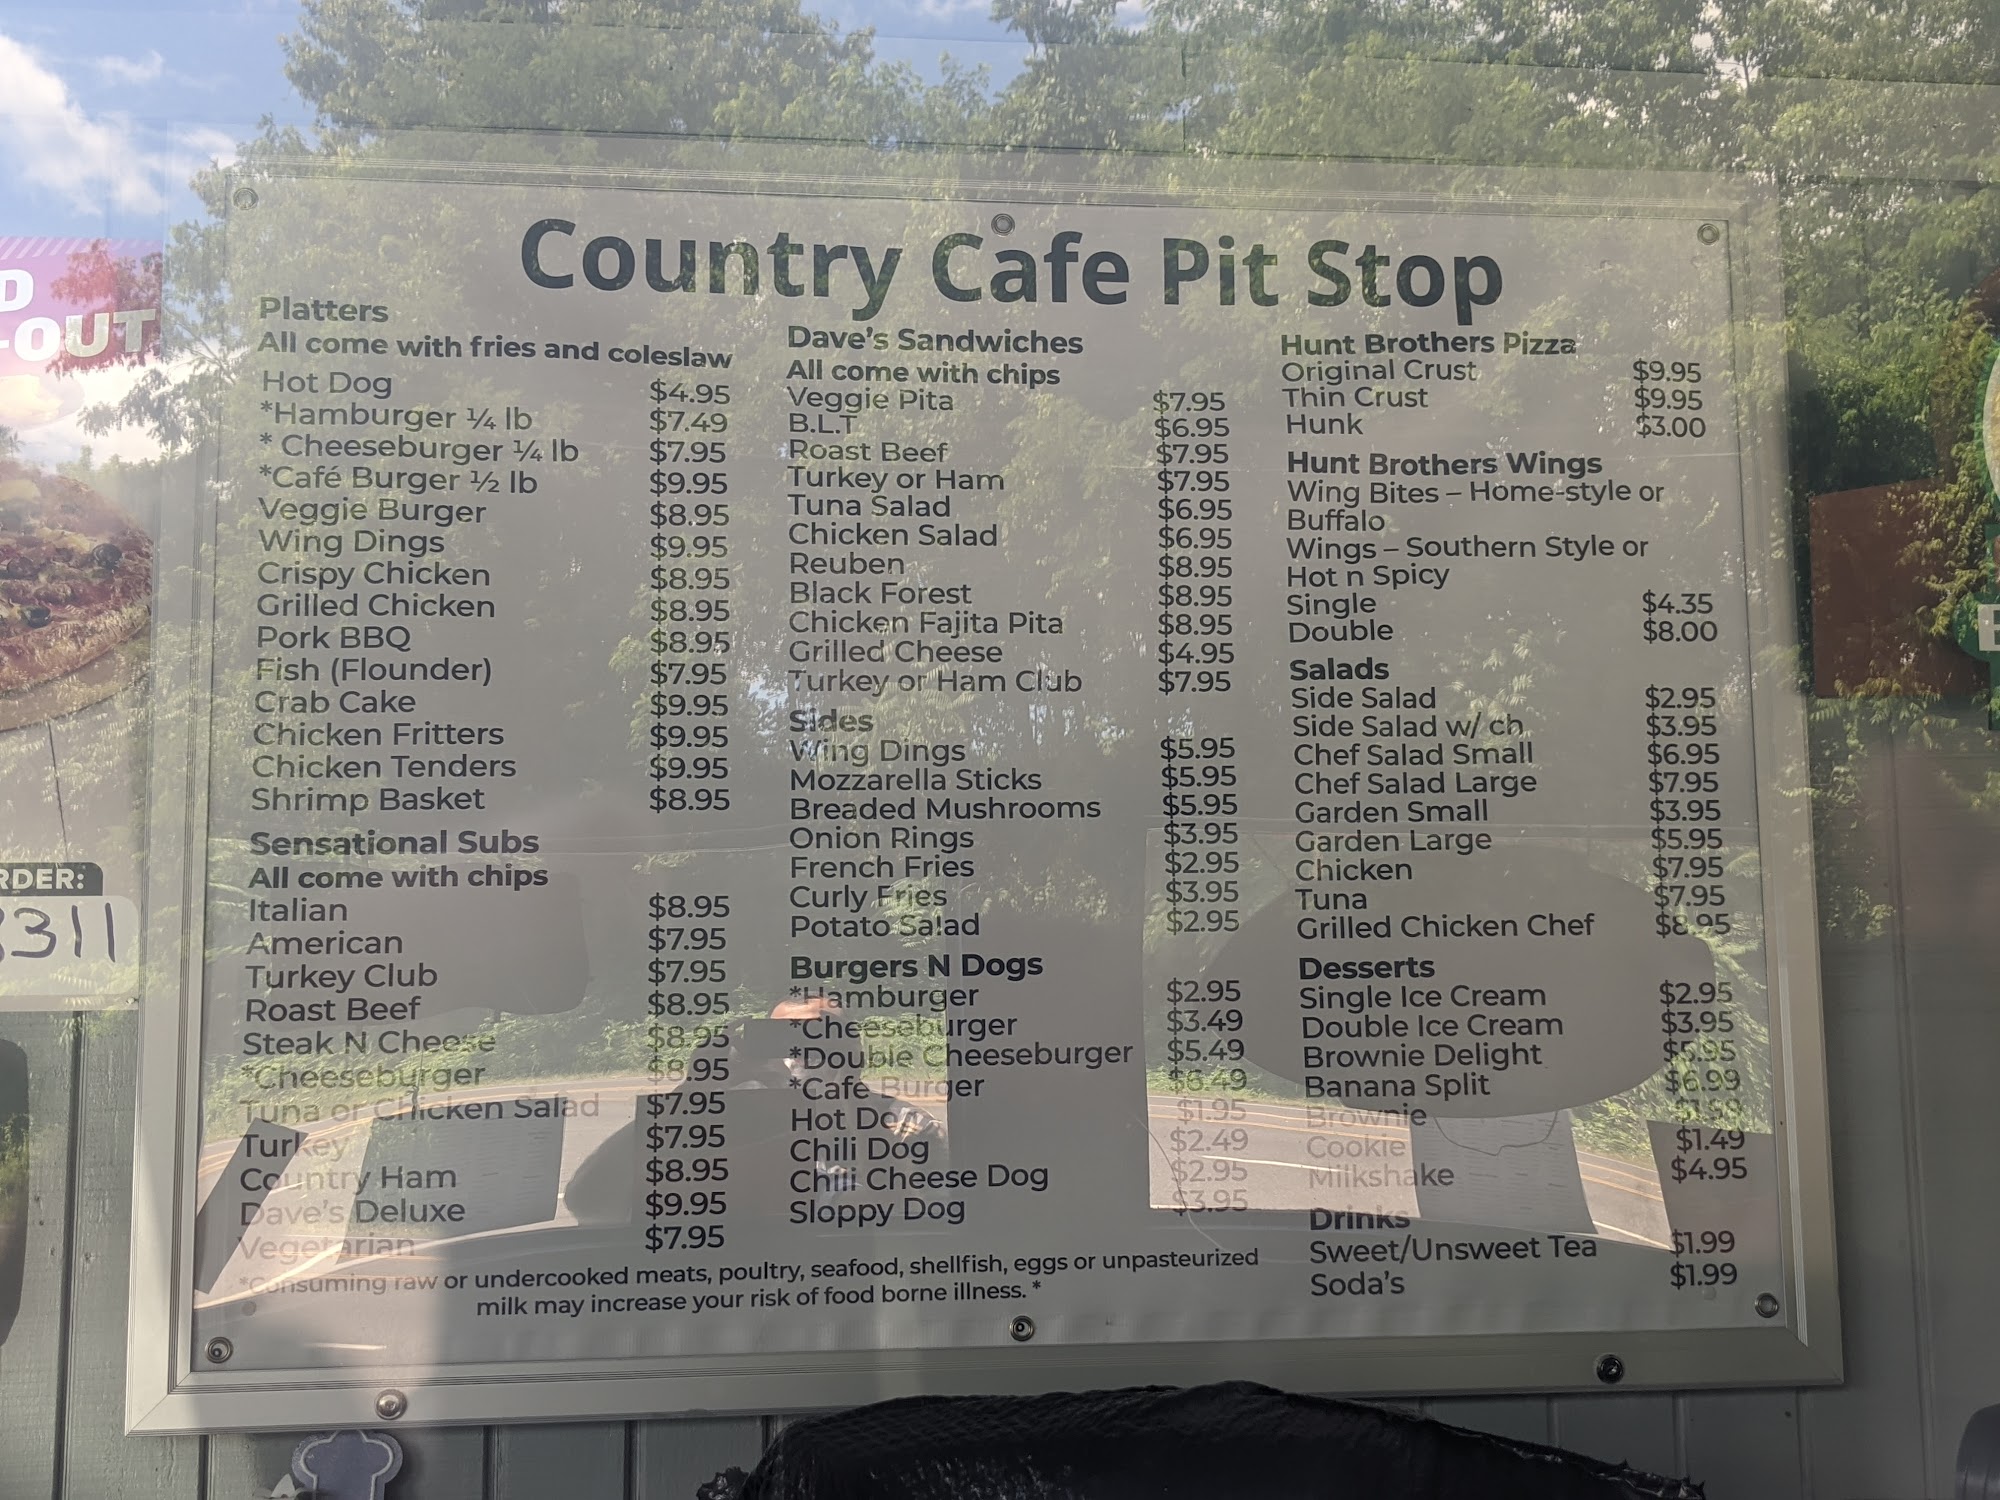 D
-OUT
RDER:
8311
Country Cafe Pit Stop
Platters
All come with fries and coleslaw
Hot Dog $4.95
*Hamburger ¼ lb $7.49
* Cheeseburger ¼ lb $7.95
*Café Burger ½ lb $9.95
Veggie Burger $8.95
Wing Dings $9.95
Crispy Chicken $8.95
Grilled Chicken $8.95
Pork BBQ $8.95
Fish (Flounder) $7.95
Crab Cake $9.95
Chicken Fritters $9.95
Chicken Tenders $9.95
Shrimp Basket $8.95
Sensational Subs
All come with chips
Italian $8.95
American $7.95
Turkey Club $7.95
Roast Beef $8.95
Steak N Cheese $8.95
*Cheeseburger $8.95
Tuna or Chicken Salad $7.95
Turkey $7.95
Country Ham $8.95
Dave's Deluxe $9.95
Vegetarian $7.95
Dave's Sandwiches
All come with chips
Veggie Pita $7.95
B.L.T $6.95
Roast Beef $7.95
Turkey or Ham $7.95
Tuna Salad $6.95
Chicken Salad $6.95
Reuben $8.95
Black Forest $8.95
Chicken Fajita Pita $8.95
Grilled Cheese $4.95
Turkey or Ham Club $7.95
Sides
Wing Dings $5.95
Mozzarella Sticks $5.95
Breaded Mushrooms $5.95
Onion Rings $3.95
French Fries $2.95
Curly Fries $3.95
Potato Salad $2.95
Burgers N Dogs
*Hamburger $2.95
*Cheeseburger $3.49
*Double Cheeseburger $5.49
*Cafe Burger $6.49
Hot Dog $1.95
Chili Dog $2.49
Chili Cheese Dog $2.95
Sloppy Dog $3.95
Hunt Brothers Pizza
Original Crust $9.95
Thin Crust $9.95
Hunk $3.00
Hunt Brothers Wings
Wing Bites – Home-style or
Buffalo
Wings – Southern Style or
Hot n Spicy
Single $4.35
Double $8.00
Salads
Side Salad $2.95
Side Salad w/ ch $3.95
Chef Salad Small $6.95
Chef Salad Large $7.95
Garden Small $3.95
Garden Large $5.95
Chicken $7.95
Tuna $7.95
Grilled Chicken Chef $8.95
Desserts
Single Ice Cream $2.95
Double Ice Cream $3.95
Brownie Delight $5.95
Banana Split $6.99
Brownie $1.99
Cookie $1.49
Milkshake $4.95
Drinks
Sweet/Unsweet Tea $1.99
Soda's $1.99
*Consuming raw or undercooked meats, poultry, seafood, shellfish, eggs or unpasteurized
milk may increase your risk of food borne illness. *